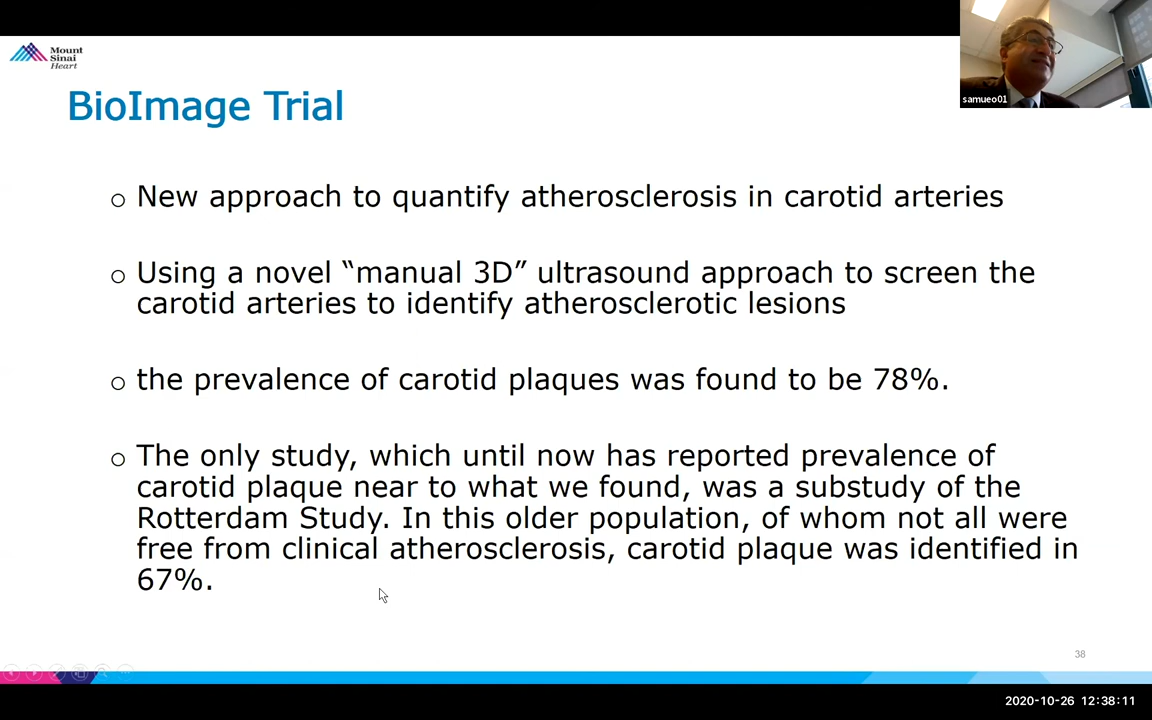 Mount
Sinai
Heart
samueo01
BioImage Trial
o New approach to quantify atherosclerosis in carotid arteries
o Using a novel “manual 3D” ultrasound approach to screen the
carotid arteries to identify atherosclerotic lesions
o the prevalence of carotid plaques was found to be 78%.
o The only study, which until now has reported prevalence of
carotid plaque near to what we found, was a substudy of the
Rotterdam Study. In this older population, of whom not all were
free from clinical atherosclerosis, carotid plaque was identified in
67%.
38
2020-10-26 12:38:11